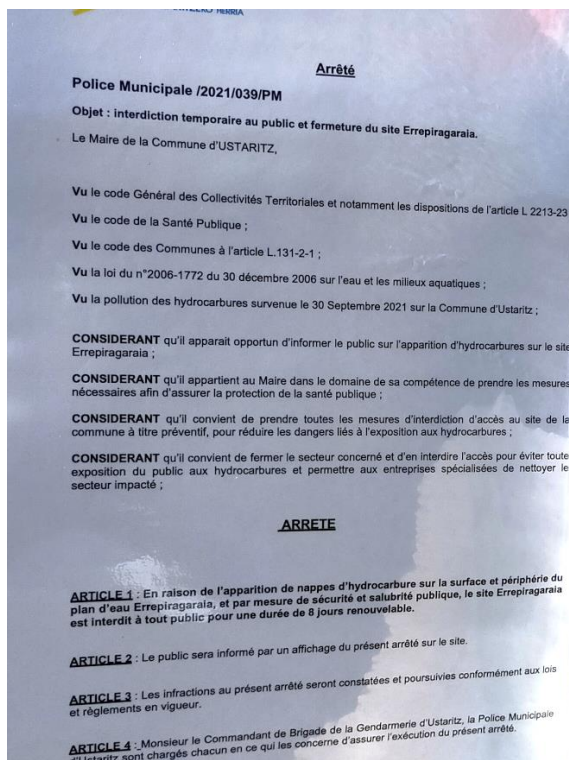 HERRIA
Arrêté
Police Municipale /2021/039/PM
Objet : interdiction temporaire au public et fermeture du site Errepiragaraia.
Le Maire de la Commune d'USTARITZ,
Vu le code Général des Collectivités Territoriales et notamment les dispositions de l'article L 2213-23
Vu le code de la Santé Publique ;
Vu le code des Communes à l'article L.131-2-1 ;
Vu la loi du n°2006-1772 du 30 décembre 2006 sur l'eau et les milieux aquatiques ;
Vu la pollution des hydrocarbures survenue le 30 Septembre 2021 sur la Commune d'Ustaritz ;
CONSIDERANT qu'il apparait opportun d'informer le public sur l'apparition d'hydrocarbures sur le site
Errepiragaraia ;
CONSIDERANT qu'il appartient au Maire dans le domaine de sa compétence de prendre les mesures
nécessaires afin d'assurer la protection de la santé publique ;
CONSIDERANT qu'il convient de prendre toutes les mesures d'interdiction d'accès au site de la
commune à titre préventif, pour réduire les dangers liés à l'exposition aux hydrocarbures ;
CONSIDERANT qu'il convient de fermer le secteur concerné et d'en interdire l'accès pour éviter toute
exposition du public aux hydrocarbures et permettre aux entreprises spécialisées de nettoyer le
secteur impacté ;
ARRETE
ARTICLE 1 : En raison de l'apparition de nappes d'hydrocarbure sur la surface et périphérie du
plan d'eau Errepiragaraia, et par mesure de sécurité et salubrité publique, le site Errepiragaraia
est interdit à tout public pour une durée de 8 jours renouvelable.
ARTICLE 2 : Le public sera informé par un affichage du présent arrêté sur le site.
ARTICLE 3 : Les infractions au présent arrêté seront constatées et poursuivies conformément aux lois
et règlements en vigueur.
ARTICLE 4 : Monsieur le Commandant de Brigade de la Gendarmerie d'Ustaritz, la Police Municipale
d'Ustaritz sont chargés chacun en ce qui les concerne d'assurer l'exécution du présent arrêté.